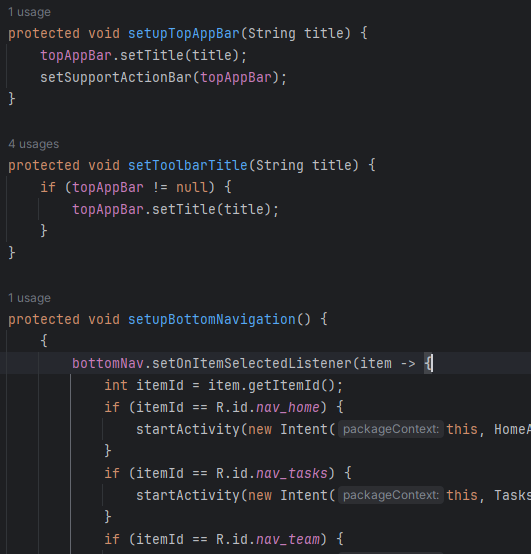 1 usage
protected void setupTopAppBar(String title) {
    topAppBar.setTitle(title);
    setSupportActionBar(topAppBar);
}
4 usages
protected void setToolbarTitle(String title) {
    if (topAppBar != null) {
        topAppBar.setTitle(title);
    }
}
1 usage
protected void setupBottomNavigation() {
    {
        bottomNav.setOnItemSelectedListener(item -> {
            int itemId = item.getItemId();
            if (itemId == R.id.nav_home) {
                startActivity(new Intent( packageContext: this, HomeA
            }
            if (itemId == R.id.nav_tasks) {
                startActivity(new Intent( packageContext: this, Tasks
            }
            if (itemId == R.id.nav_team) {